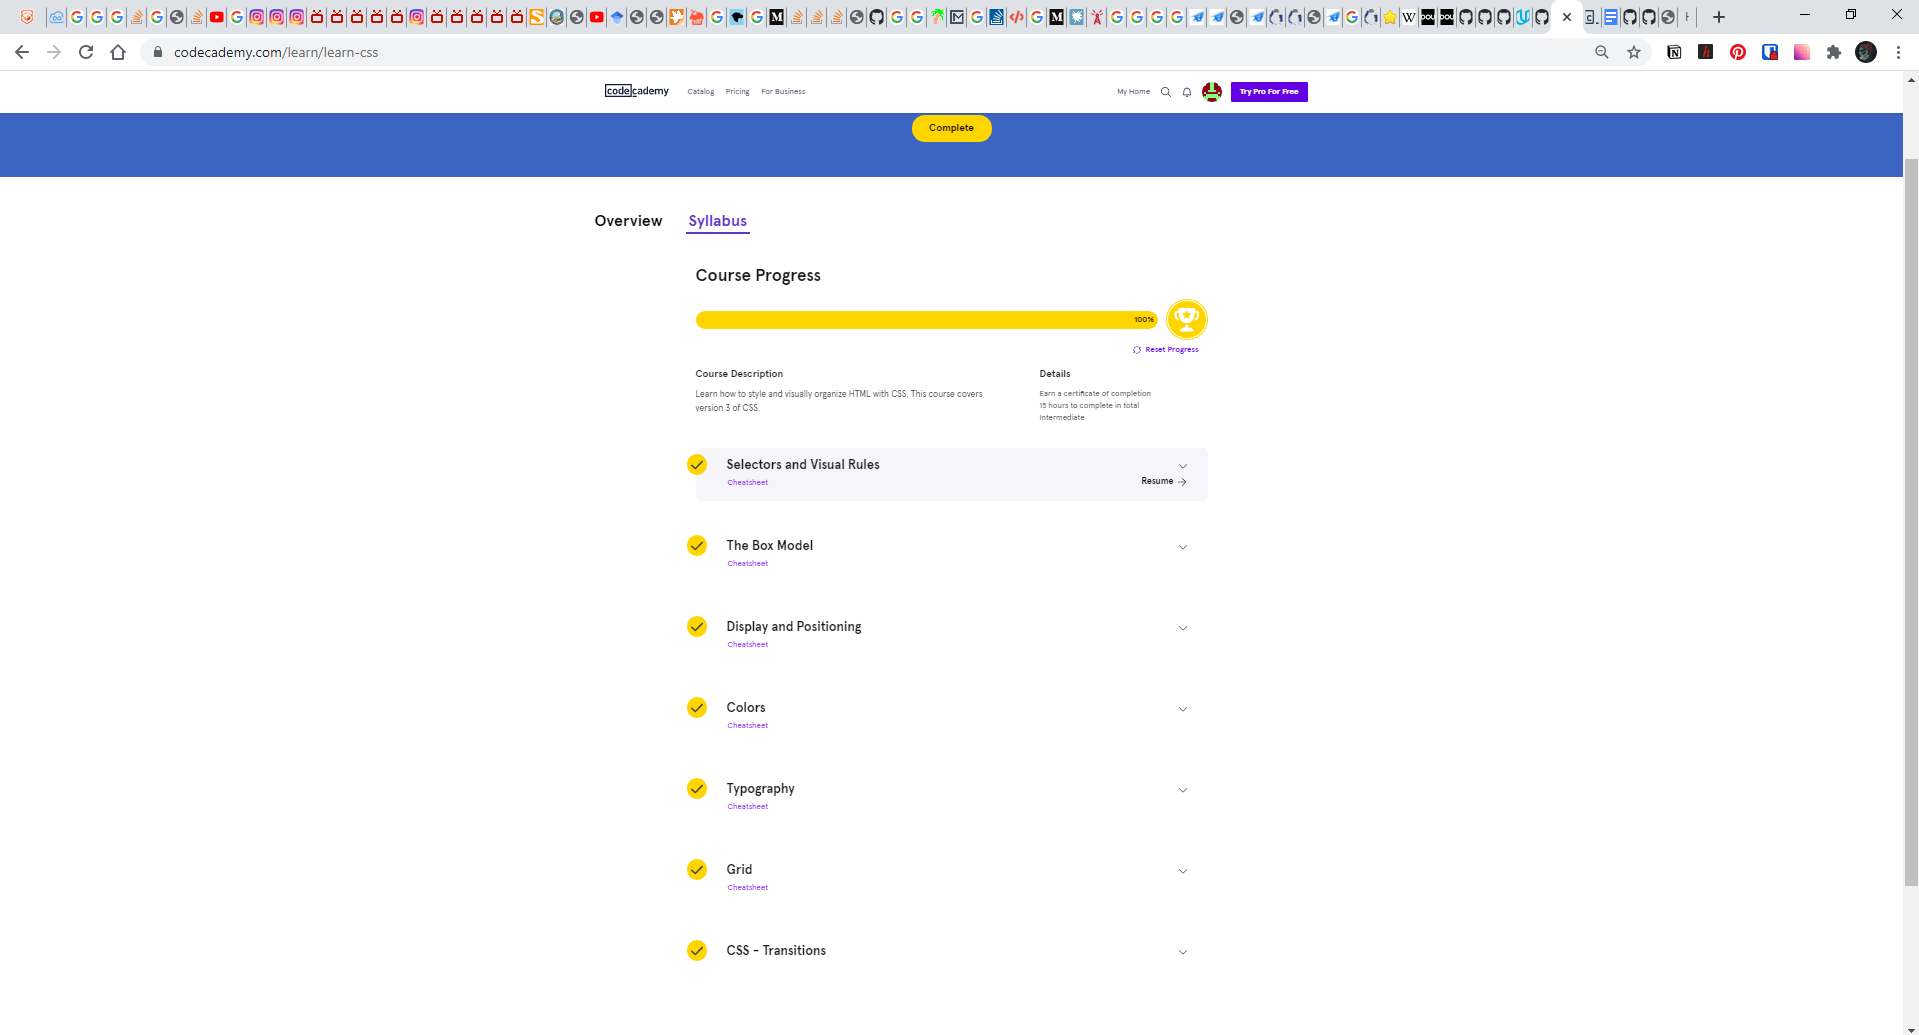 codecademy.com/learn/learn-css
codecademy Catalog Pricing For Business My Home Try Pro For Free
Complete
Overview Syllabus
Course Progress
100%
Reset Progress
Course Description Details
Learn how to style and visually organize HTML with CSS. This course covers
version 3 of CSS.
Earn a certificate of completion
15 hours to complete in total
Intermediate
Selectors and Visual Rules
Cheatsheet
Resume
The Box Model
Cheatsheet
Display and Positioning
Cheatsheet
Colors
Cheatsheet
Typography
Cheatsheet
Grid
Cheatsheet
CSS - Transitions